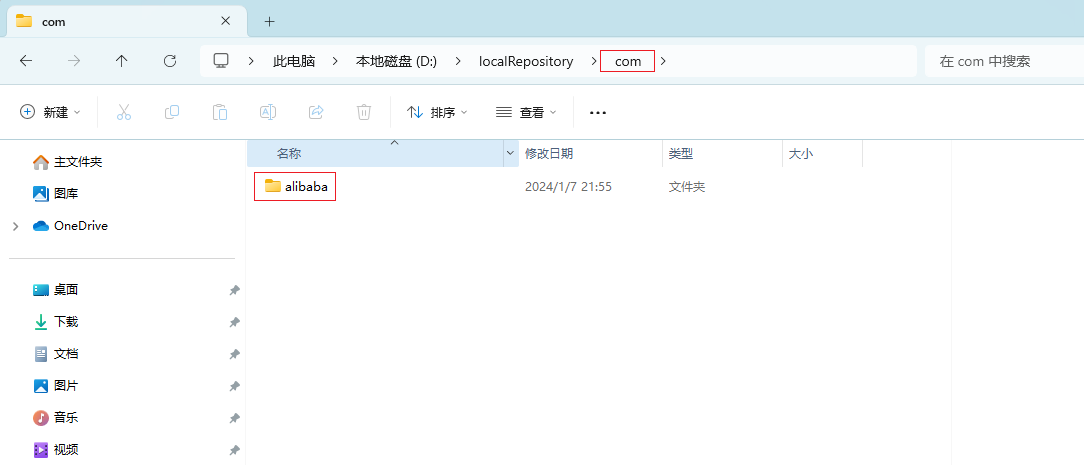 com
此电脑 本地磁盘 (D:) localRepository com 在 com 中搜索
新建 排序 查看
名称 修改日期 类型 大小
主文件夹
alibaba 2024/1/7 21:55 文件夹
图库
OneDrive
桌面
下载
文档
图片
音乐
视频